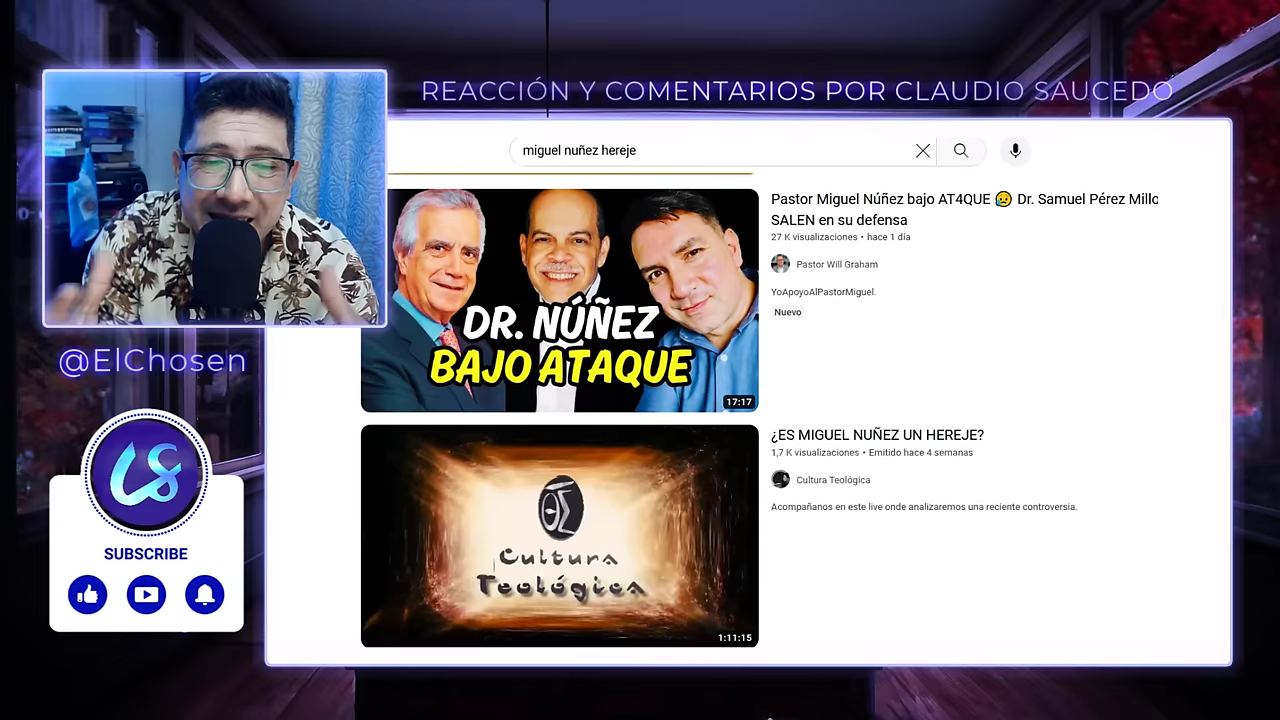 REACCIÓN Y COMENTARIOS POR CLAUDIO SAUCEDO
miguel nuñez hereje
@ElChosen
SUBSCRIBE
DR. NÚÑEZ
BAJO ATAQUE
17:17
Pastor Miguel Núñez bajo AT4QUE 😥 Dr. Samuel Pérez Millo
SALEN en su defensa
27 K visualizaciones • hace 1 día
Pastor Will Graham
YoApoyoAlPastorMiguel.
Nuevo
Cultura
Teológica
1:11:15
¿ES MIGUEL NUÑEZ UN HEREJE?
1,7 K visualizaciones • Emitido hace 4 semanas
Cultura Teológica
Acompañanos en este live onde analizaremos una reciente controversia.